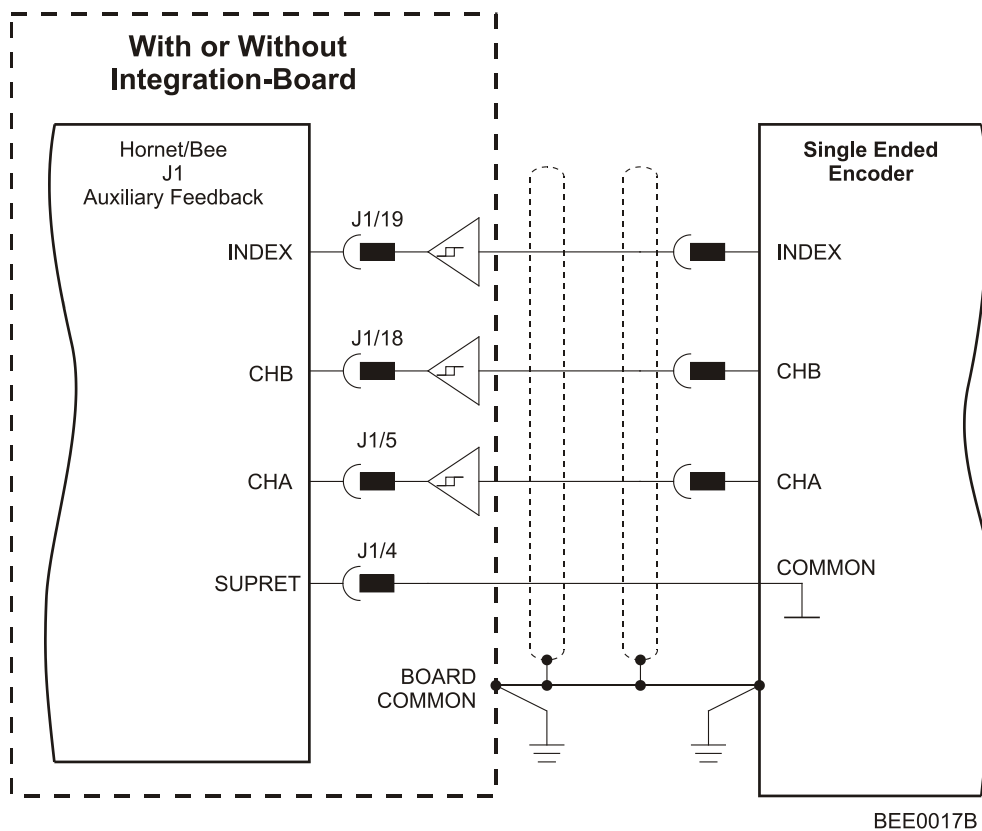 With or Without
Integration-Board
Hornet/Bee
J1
Auxiliary Feedback
Single Ended
Encoder
INDEX
J1/19
INDEX
CHB
J1/18
CHB
CHA
J1/5
CHA
SUPRET
J1/4
COMMON
BOARD
COMMON
BEE0017B